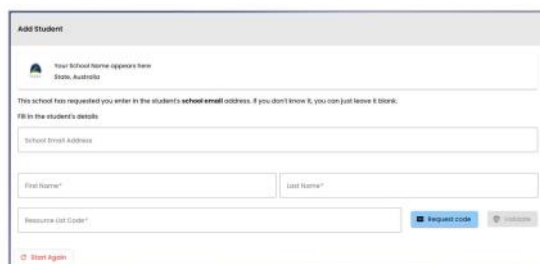 Add Student
Your School Name appears here
State, Australia
This school has requested you enter in the student's school email address. If you don't know it, you can just leave it blank.
Fill in the student's details
School Email Address
First Name*
Last Name*
Resource List Code*
Request code
Validate
Start Again